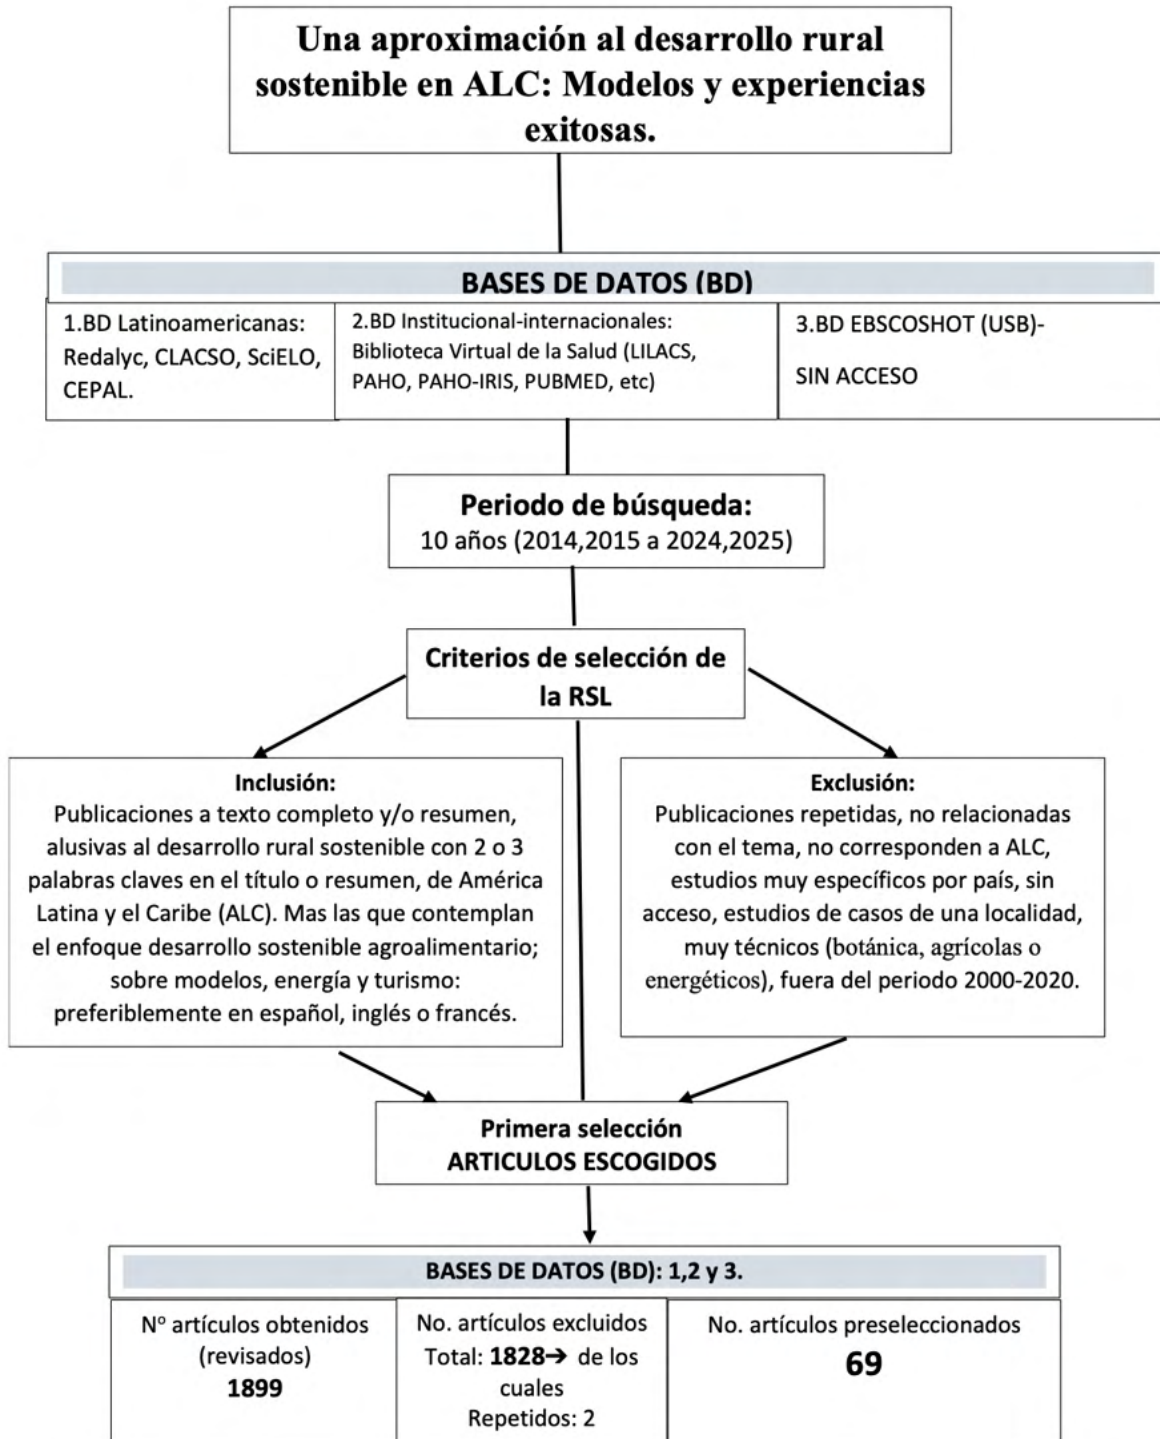 Una aproximación al desarrollo rural
sostenible en ALC: Modelos y experiencias
exitosas.
BASES DE DATOS (BD)
1.BD Latinoamericanas:
Redalyc, CLACSO, SciELO,
CEPAL.
2.BD Institucional-internacionales:
Biblioteca Virtual de la Salud (LILACS,
PAHO, PAHO-IRIS, PUBMED, etc)
3.BD EBSCOSHOT (USB)-
SIN ACCESO
Periodo de búsqueda:
10 años (2014,2015 a 2024,2025)
Criterios de selección de
la RSL
Inclusión:
Publicaciones a texto completo y/o resumen,
alusivas al desarrollo rural sostenible con 2 o 3
palabras claves en el título o resumen, de América
Latina y el Caribe (ALC). Mas las que contemplan
el enfoque desarrollo sostenible agroalimentario;
sobre modelos, energía y turismo:
preferiblemente en español, inglés o francés.
Exclusión:
Publicaciones repetidas, no relacionadas
con el tema, no corresponden a ALC,
estudios muy específicos por país, sin
acceso, estudios de casos de una localidad,
muy técnicos (botánica, agrícolas o
energéticos), fuera del periodo 2000-2020.
Primera selección
ARTICULOS ESCOGIDOS
BASES DE DATOS (BD): 1,2 y 3.
Nº artículos obtenidos
(revisados)
1899
No. artículos excluidos
Total: 1828➔ de los
cuales
Repetidos: 2
No. artículos preseleccionados
69